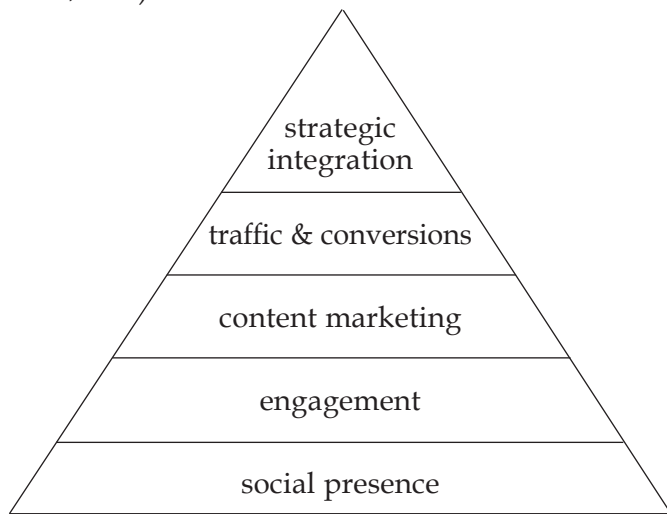 strategic
integration
traffic & conversions
content marketing
engagement
social presence